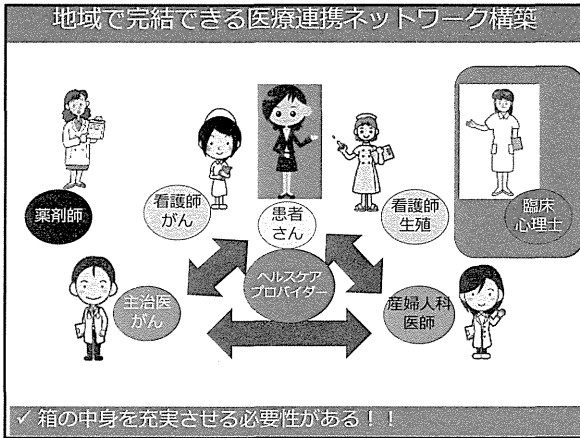 地域で完結できる医療連携ネットワーク構築
薬剤師
看護師
がん
患者
さん
看護師
生殖
臨床
心理士
主治医
がん
ヘルスケア
プロバイダー
産婦人科
医師
✓ 箱の中身を充実させる必要性がある！！